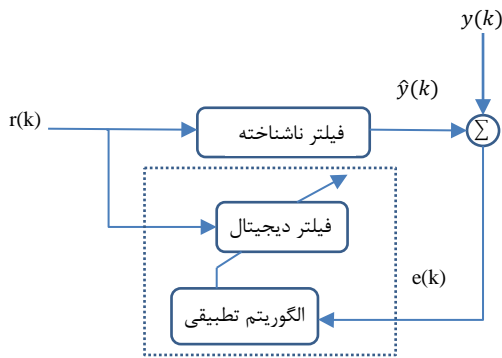 y(k)
ŷ(k)
r(k)
فیلتر ناشناخته
∑
فیلتر دیجیتال
e(k)
الگوریتم تطبیقی